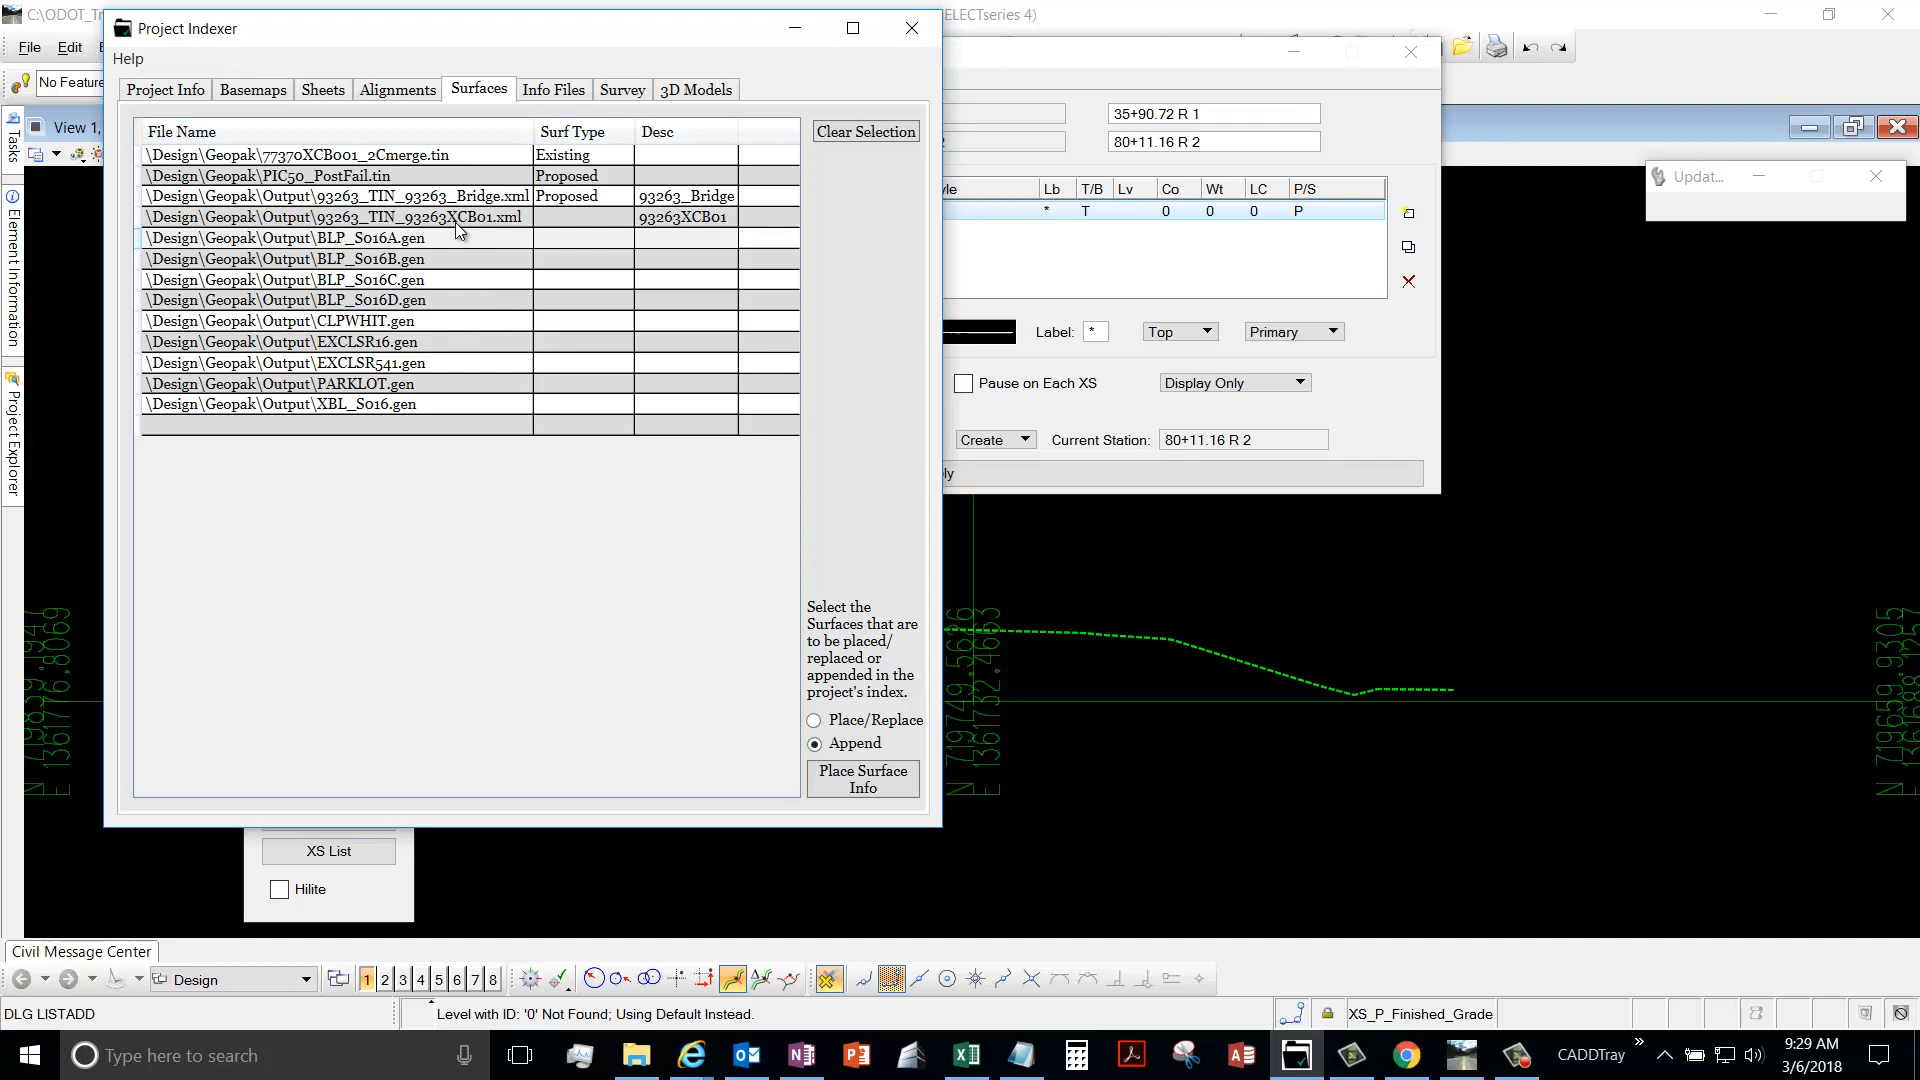 C:\ODOT_Tr
ELECTseries 4)
Project Indexer
File Edit
Help
No Feature
Project Info Basemaps Sheets Alignments Surfaces Info Files Survey 3D Models
35+90.72 R 1
80+11.16 R 2
View 1,
Tasks
Element Information
Project Explorer
File Name Surf Type Desc
Clear Selection
\Design\Geopak\77370XCB001_2Cmerge.tin Existing
\Design\Geopak\PIC50_PostFail.tin Proposed
\Design\Geopak\Output\93263_TIN_93263_Bridge.xml Proposed 93263_Bridge
\Design\Geopak\Output\93263_TIN_93263XCB01.xml 93263XCB01
\Design\Geopak\Output\BLP_S016A.gen
\Design\Geopak\Output\BLP_S016B.gen
\Design\Geopak\Output\BLP_S016C.gen
\Design\Geopak\Output\BLP_S016D.gen
\Design\Geopak\Output\CLPWHIT.gen
\Design\Geopak\Output\EXCLSR16.gen
\Design\Geopak\Output\EXCLSR541.gen
\Design\Geopak\Output\PARKLOT.gen
\Design\Geopak\Output\XBL_S016.gen
Updat...
yle Lb T/B Lv Co Wt LC P/S
* T 0 0 0 P
Label: * Top Primary
Pause on Each XS Display Only
Create Current Station: 80+11.16 R 2
ly
Select the
Surfaces that are
to be placed/
replaced or
appended in the
project's index.
Place/Replace
Append
Place Surface
Info
N 719749.5626
E 1361732.4663
XS List
Hilite
Civil Message Center
Design 1 2 3 4 5 6 7 8
DLG LISTADD
Level with ID: '0' Not Found; Using Default Instead.
XS_P_Finished_Grade
Type here to search
CADDTray
9:29 AM
3/6/2018